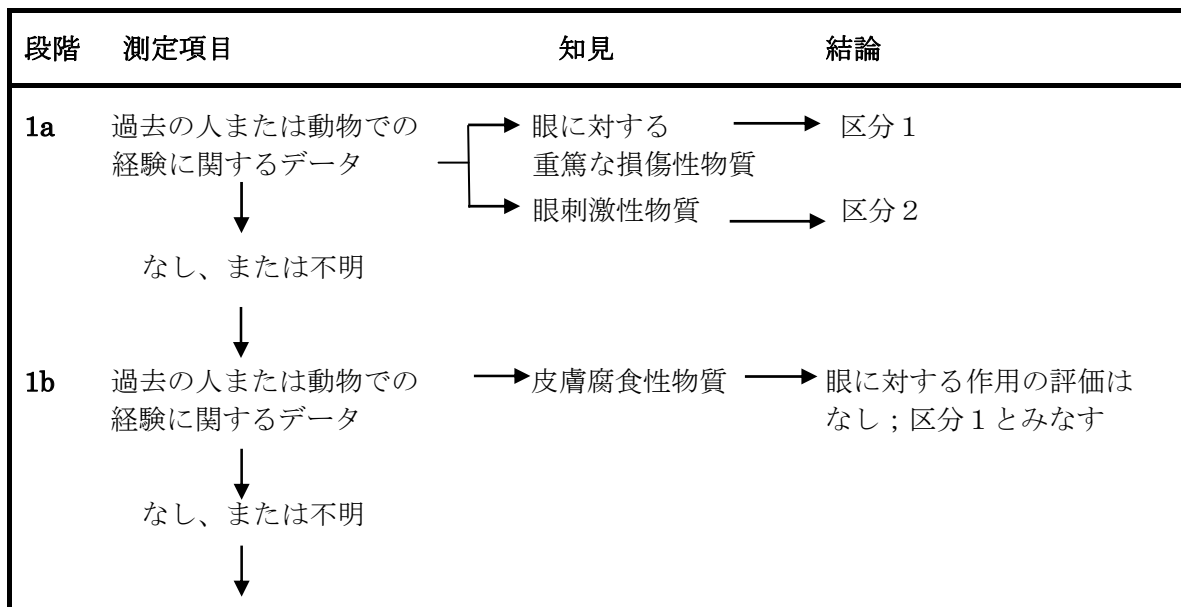 段階 測定項目 知見 結論
1a 過去の人または動物での 眼に対する 区分１
経験に関するデータ 重篤な損傷性物質
眼刺激性物質 区分２
なし、または不明
1b 過去の人または動物での 皮膚腐食性物質 眼に対する作用の評価は
経験に関するデータ なし；区分１とみなす
なし、または不明